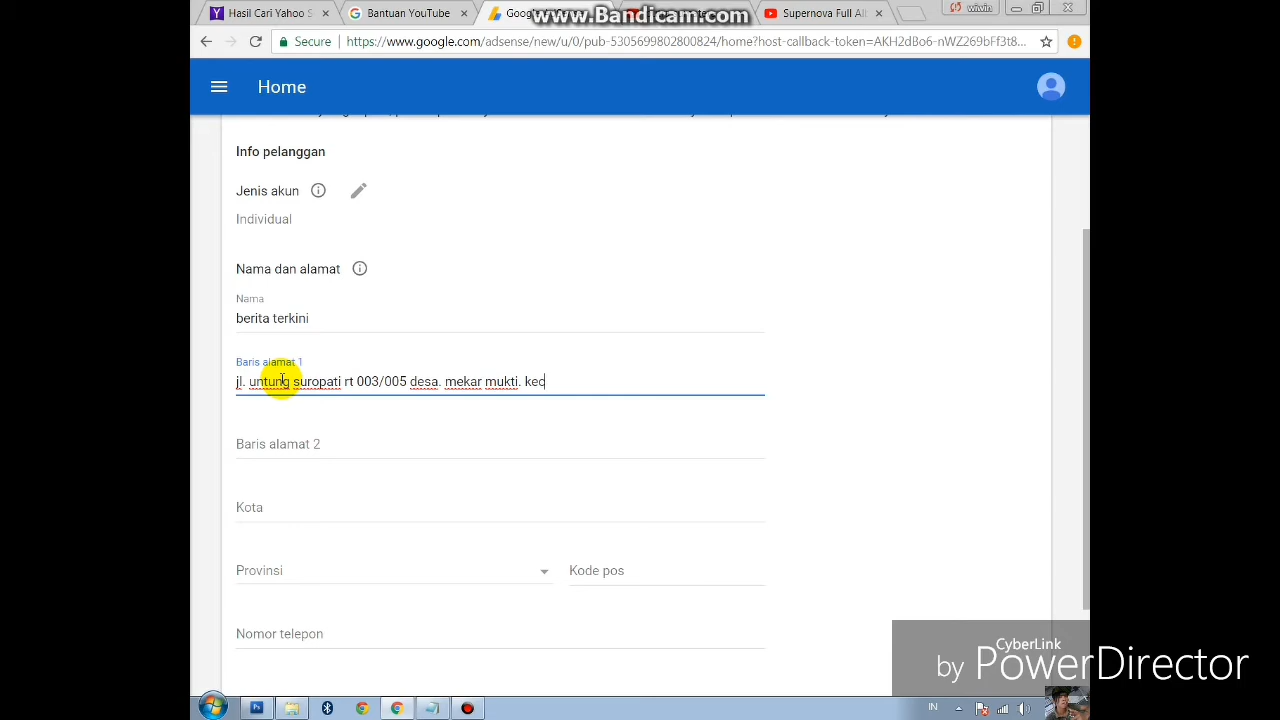 Hasil Cari Yahoo S
Bantuan YouTube
www.Bandicam.com
Supernova Full Al
wiwin
Secure
https://www.google.com/adsense/new/u/0/pub-5305699802800824/home?host-callback-token=AKH2dBo6-nWZ269bFf3t8...
Home
Info pelanggan
Jenis akun
Individual
Nama dan alamat
Nama
berita terkini
Baris alamat 1
jl. untung suropati rt 003/005 desa. mekar mukti. kec
Baris alamat 2
Kota
Provinsi
Kode pos
Nomor telepon
CyberLink
by PowerDirector
IN